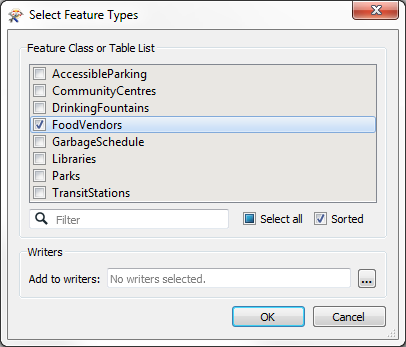 Select Feature Types
Feature Class or Table List
AccessibleParking
CommunityCentres
DrinkingFountains
FoodVendors
GarbageSchedule
Libraries
Parks
TransitStations
Filter
Select all
Sorted
Writers
Add to writers: No writers selected. ...
OK Cancel